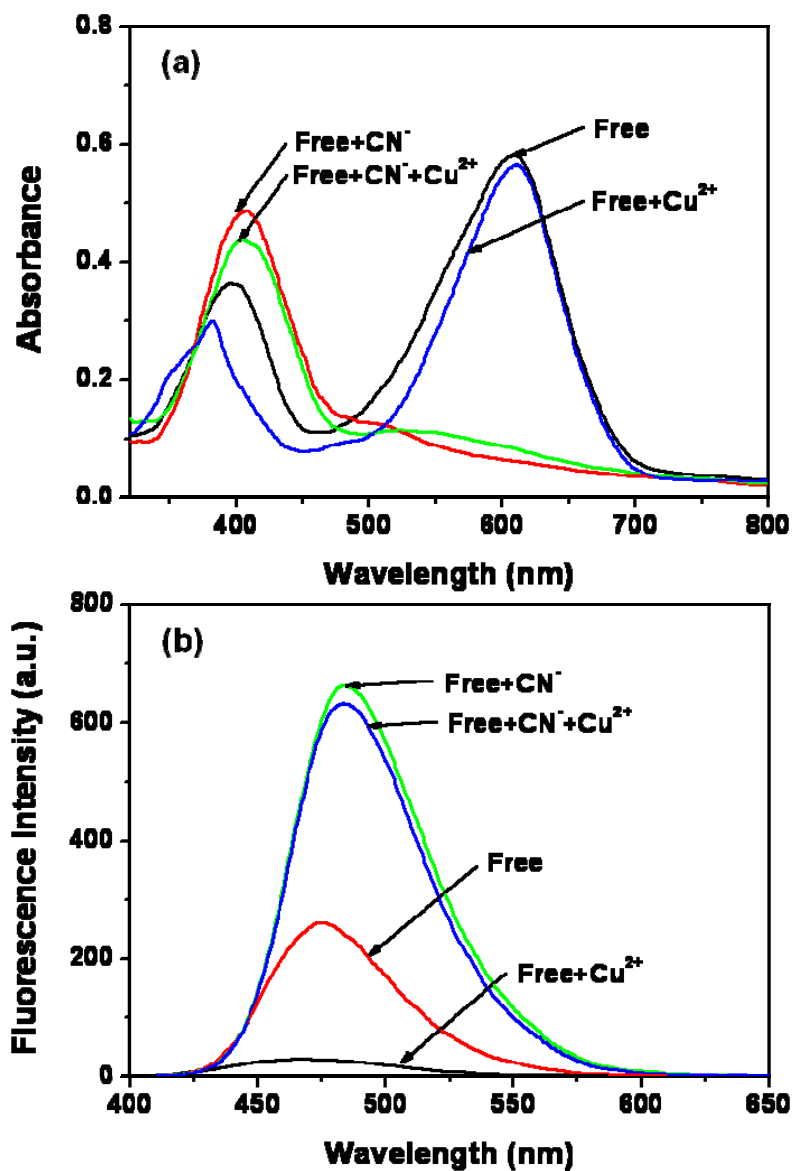 (a)
Free+CN⁻
Free+CN⁻+Cu²⁺
Free
Free+Cu²⁺
Absorbance
0.8
0.6
0.4
0.2
0.0
400 500 600 700 800
Wavelength (nm)
(b)
Free+CN⁻
Free+CN⁻+Cu²⁺
Free
Free+Cu²⁺
Fluorescence Intensity (a.u.)
800
600
400
200
0
400 450 500 550 600 650
Wavelength (nm)